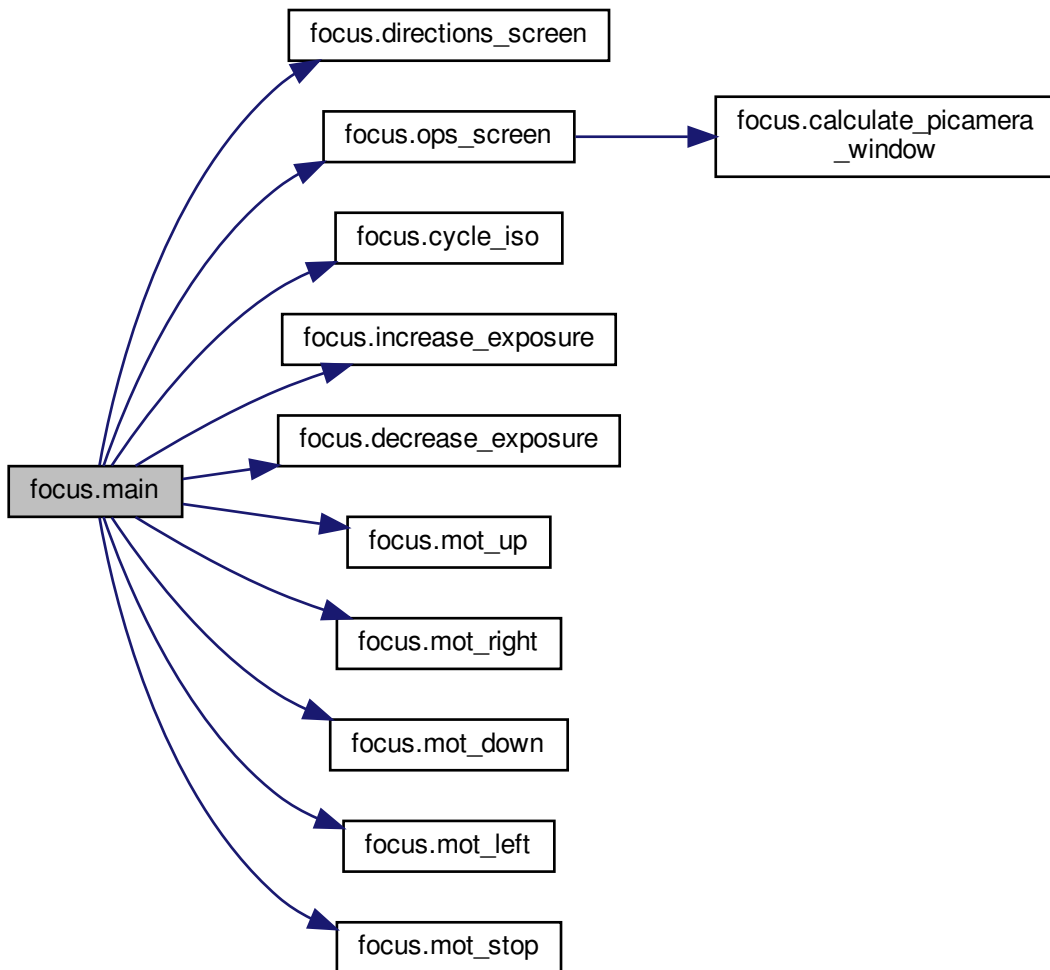 focus.directions_screen
focus.ops_screen
focus.calculate_picamera
_window
focus.cycle_iso
focus.increase_exposure
focus.decrease_exposure
focus.main
focus.mot_up
focus.mot_right
focus.mot_down
focus.mot_left
focus.mot_stop